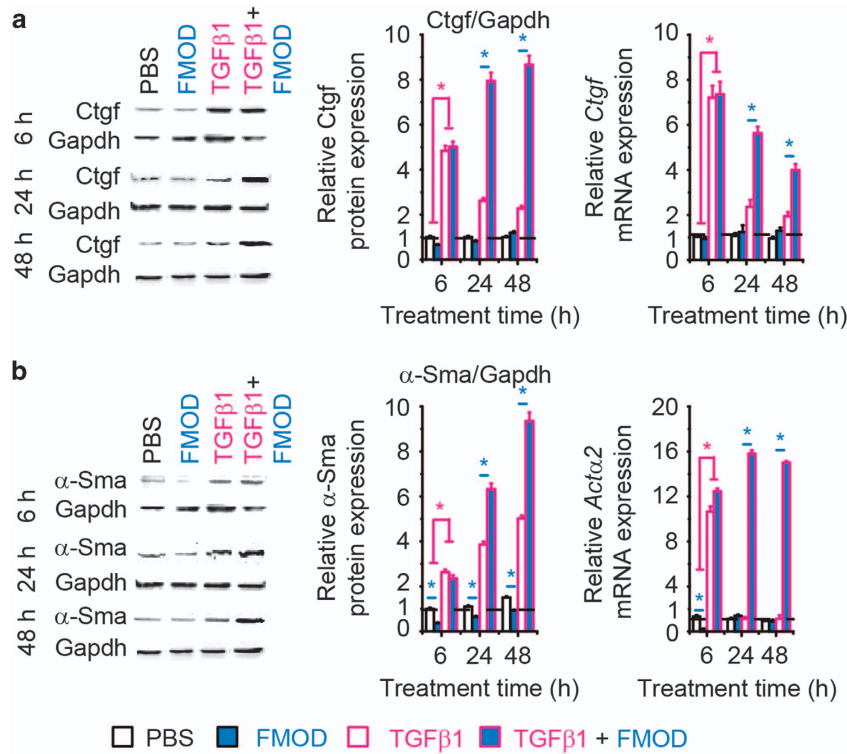 a
PBS
FMOD
TGFβ1
TGFβ1+
FMOD
6 h
Ctgf
Gapdh
24 h
Ctgf
Gapdh
48 h
Ctgf
Gapdh
Ctgf/Gapdh
Relative Ctgf
protein expression
10
8
6
4
2
1
0
*
*
*
6 24 48
Treatment time (h)
Relative Ctgf
mRNA expression
10
8
6
4
2
1
0
*
*
*
6 24 48
Treatment time (h)
b
PBS
FMOD
TGFβ1
TGFβ1+
FMOD
6 h
α-Sma
Gapdh
24 h
α-Sma
Gapdh
48 h
α-Sma
Gapdh
α-Sma/Gapdh
Relative α-Sma
protein expression
10
8
6
4
2
1
0
*
*
*
*
*
*
6 24 48
Treatment time (h)
Relative Actα2
mRNA expression
20
16
12
8
4
1
0
*
*
*
*
6 24 48
Treatment time (h)
PBS FMOD TGFβ1 TGFβ1 + FMOD